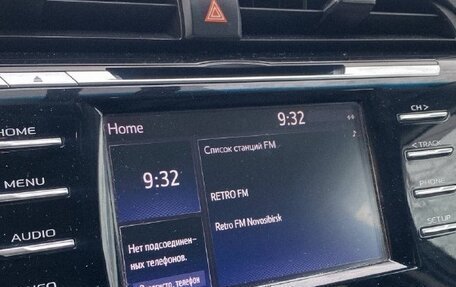 Home
9:32
CH >
HOME
Список станций FM
< TRACK
9:32
MENU
RETRO FM
PHONE
Retro FM Novosibirsk
AUDIO
SETUP
Нет подсоединен–
ных телефонов.
телефон